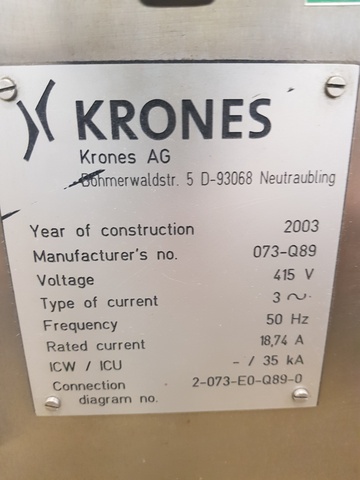 KRONES
Krones AG
Böhmerwaldstr. 5 D-93068 Neutraubling
Year of construction 2003
Manufacturer's no. 073-Q89
Voltage 415 V
Type of current 3 ~
Frequency 50 Hz
Rated current 18,74 A
ICW / ICU - / 35 kA
Connection 2-073-E0-Q89-0
diagram no.